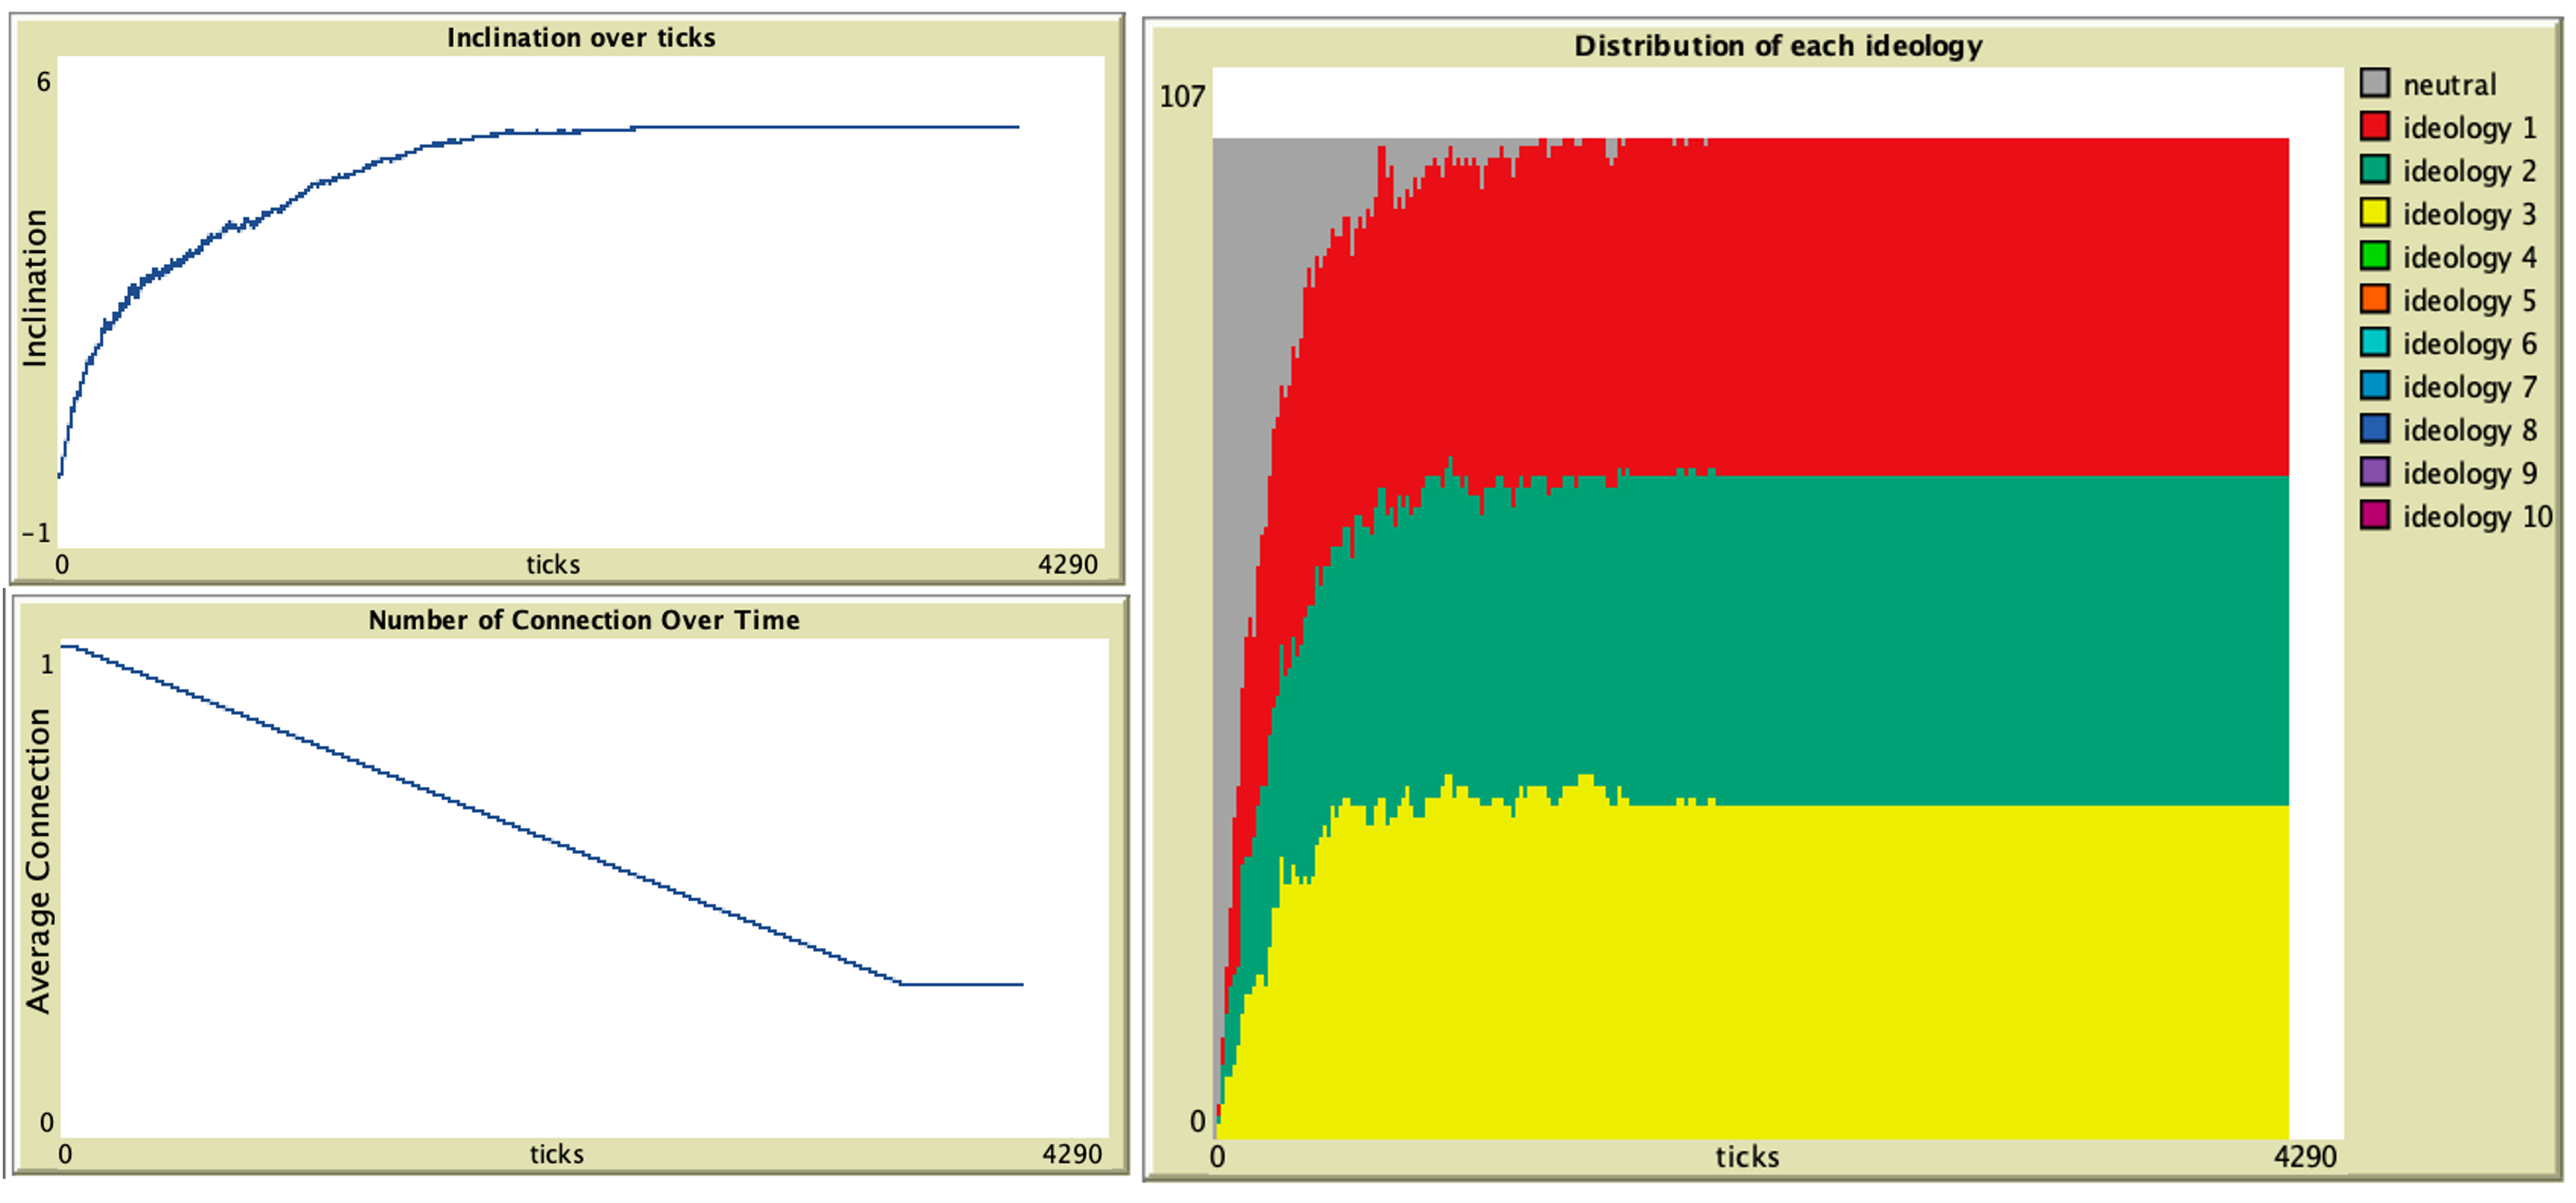 Inclination over ticks
6
Inclination
-1
0 ticks 4290
Number of Connection Over Time
1
Average Connection
0
0 ticks 4290
Distribution of each ideology
107
0
0 ticks 4290
neutral
ideology 1
ideology 2
ideology 3
ideology 4
ideology 5
ideology 6
ideology 7
ideology 8
ideology 9
ideology 10